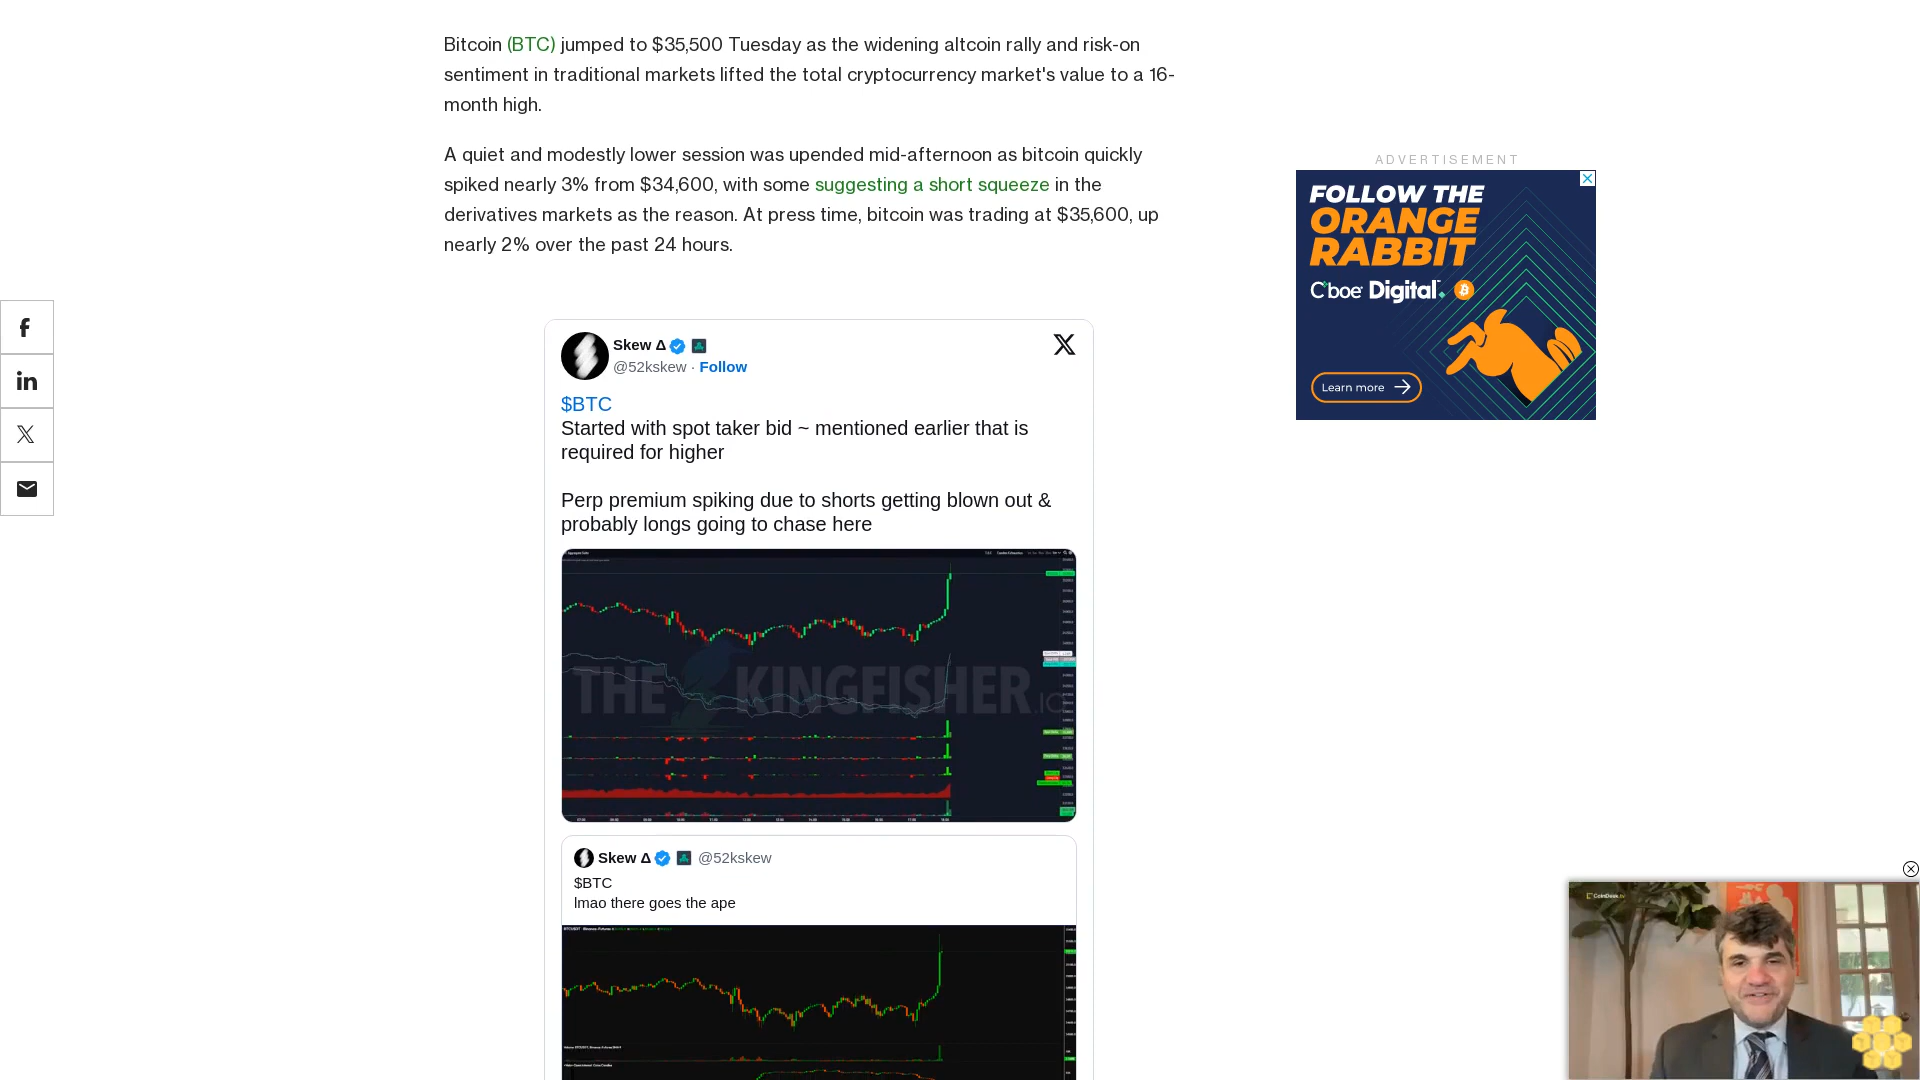 Bitcoin (BTC) jumped to $35,500 Tuesday as the widening altcoin rally and risk-on
sentiment in traditional markets lifted the total cryptocurrency market's value to a 16-
month high.
A quiet and modestly lower session was upended mid-afternoon as bitcoin quickly
spiked nearly 3% from $34,600, with some suggesting a short squeeze in the
derivatives markets as the reason. At press time, bitcoin was trading at $35,600, up
nearly 2% over the past 24 hours.
ADVERTISEMENT
FOLLOW THE
ORANGE
RABBIT
Cboe Digital
Learn more
Skew Δ
@52kskew · Follow
$BTC
Started with spot taker bid ~ mentioned earlier that is
required for higher
Perp premium spiking due to shorts getting blown out &
probably longs going to chase here
THE KINGFISHER.IO
Skew Δ @52kskew
$BTC
lmao there goes the ape
CoinDesk.tv